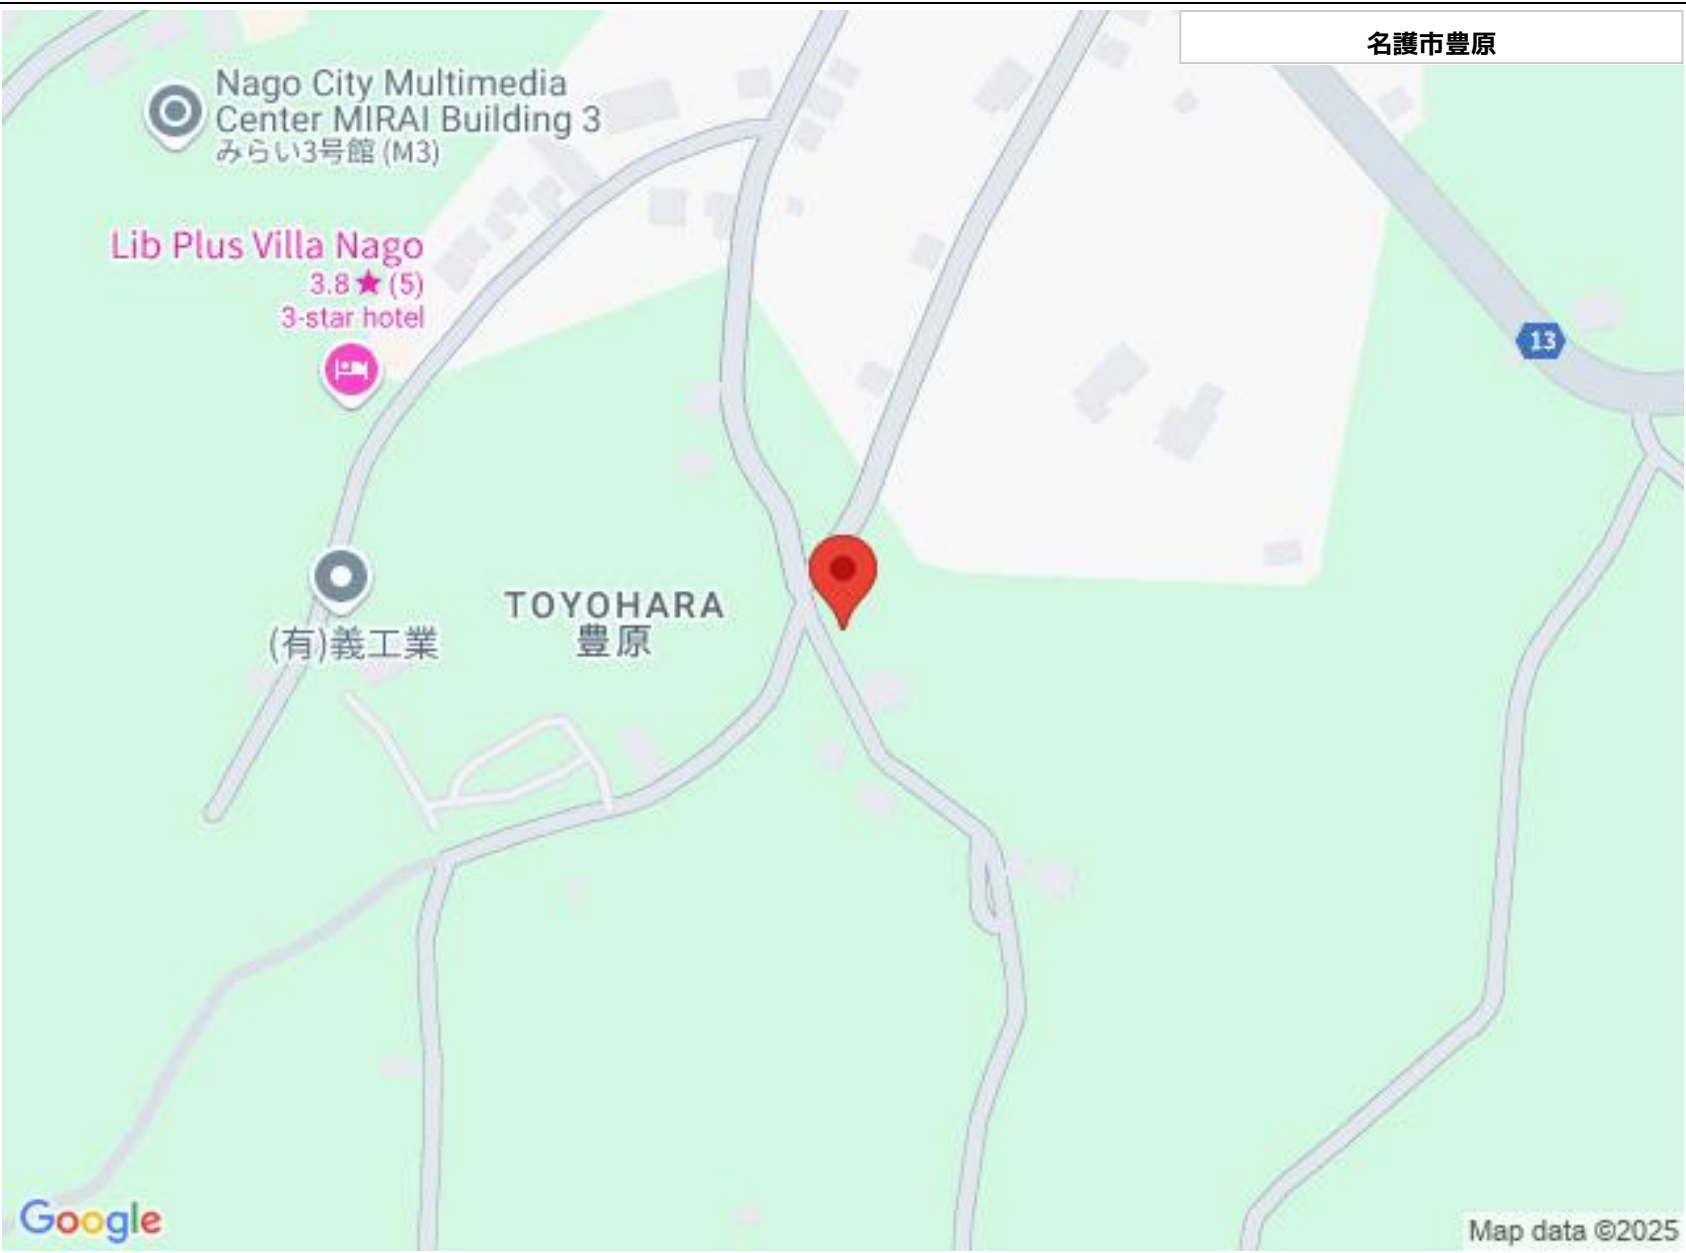 名護市豊原
Nago City Multimedia
Center MIRAI Building 3
みらい3号館 (M3)
Lib Plus Villa Nago
3.8 ★ (5)
3-star hotel
13
TOYOHARA
豊原
(有)義工業
Google
Map data ©2025